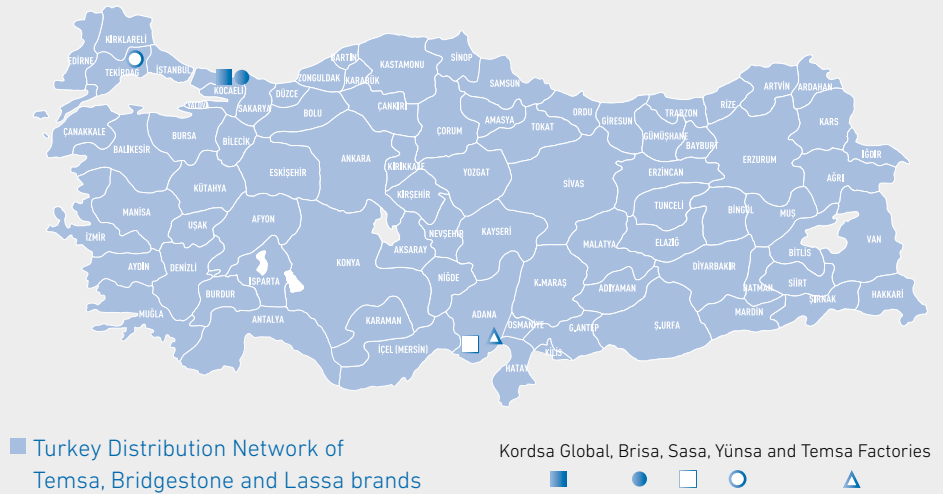 KIRKLARELİ
EDİRNE
TEKİRDAĞ
İSTANBUL
KOCAELİ
SAKARYA
DÜZCE
ZONGULDAK
BARTIN
KARABÜK
KASTAMONU
SİNOP
SAMSUN
ORDU
GİRESUN
TRABZON
RİZE
ARTVİN
ARDAHAN
BOLU
ÇANKIRI
ÇORUM
AMASYA
TOKAT
GÜMÜŞHANE
BAYBURT
ERZURUM
KARS
IĞDIR
ÇANAKKALE
BALIKESİR
BURSA
BİLECİK
ESKİŞEHİR
ANKARA
KIRIKKALE
YOZGAT
SİVAS
ERZİNCAN
AĞRI
KÜTAHYA
KIRŞEHİR
TUNCELİ
BİNGÖL
MUŞ
MANİSA
UŞAK
AFYON
NEVŞEHİR
KAYSERİ
MALATYA
ELAZIĞ
BİTLİS
VAN
İZMİR
AYDIN
DENİZLİ
ISPARTA
KONYA
AKSARAY
NİĞDE
K.MARAŞ
ADIYAMAN
DİYARBAKIR
BATMAN
SİİRT
ŞIRNAK
HAKKARİ
MUĞLA
BURDUR
ANTALYA
KARAMAN
İÇEL (MERSİN)
ADANA
OSMANİYE
G.ANTEP
KİLİS
Ş.URFA
MARDİN
HATAY
Turkey Distribution Network of
Temsa, Bridgestone and Lassa brands
Kordsa Global, Brisa, Sasa, Yünsa and Temsa Factories